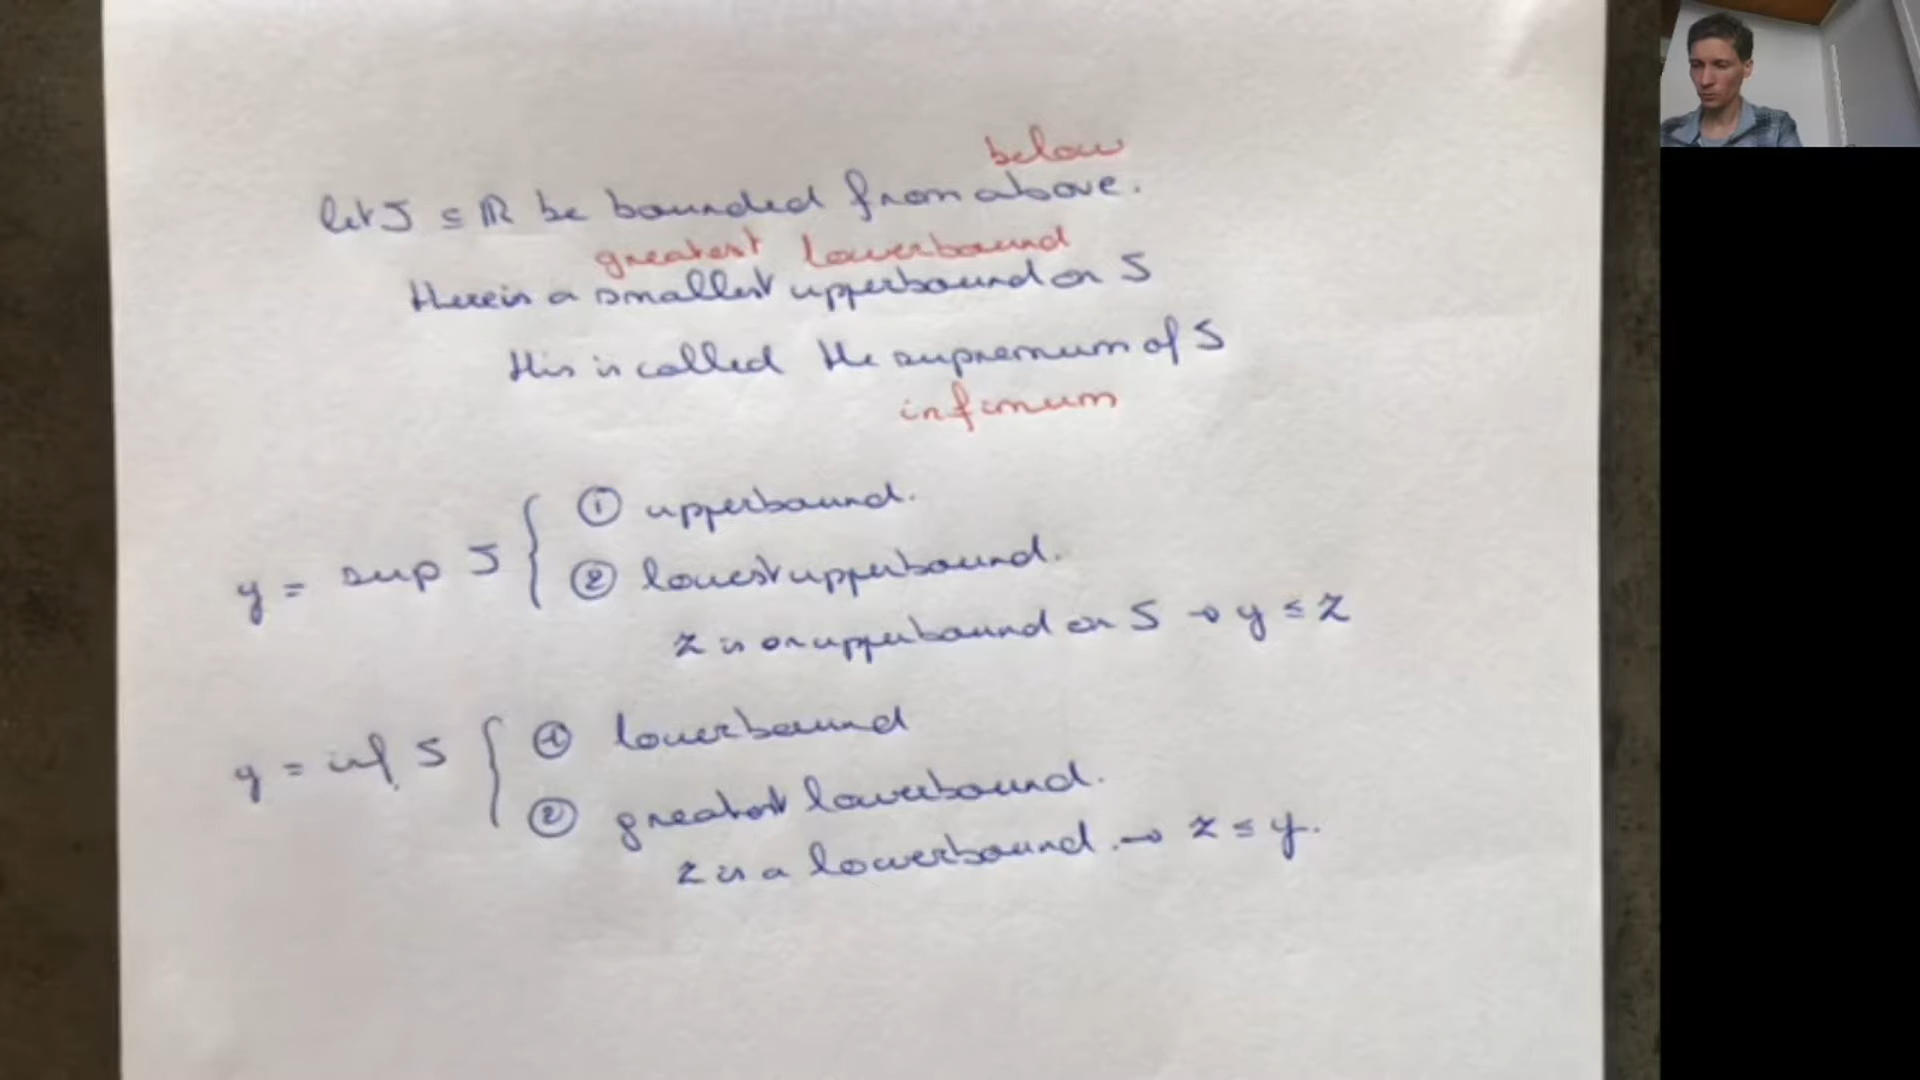 below
let S ⊆ ℝ be bounded from above.
greatest lowerbound
there is a smallest upperbound on S
this is called the supremum of S
infimum
y = sup S { ① upperbound.
② lowest upperbound.
z is an upperbound on S → y ≤ z
y = inf S { ① lowerbound
② greatest lowerbound.
z is a lowerbound. → z ≤ y.